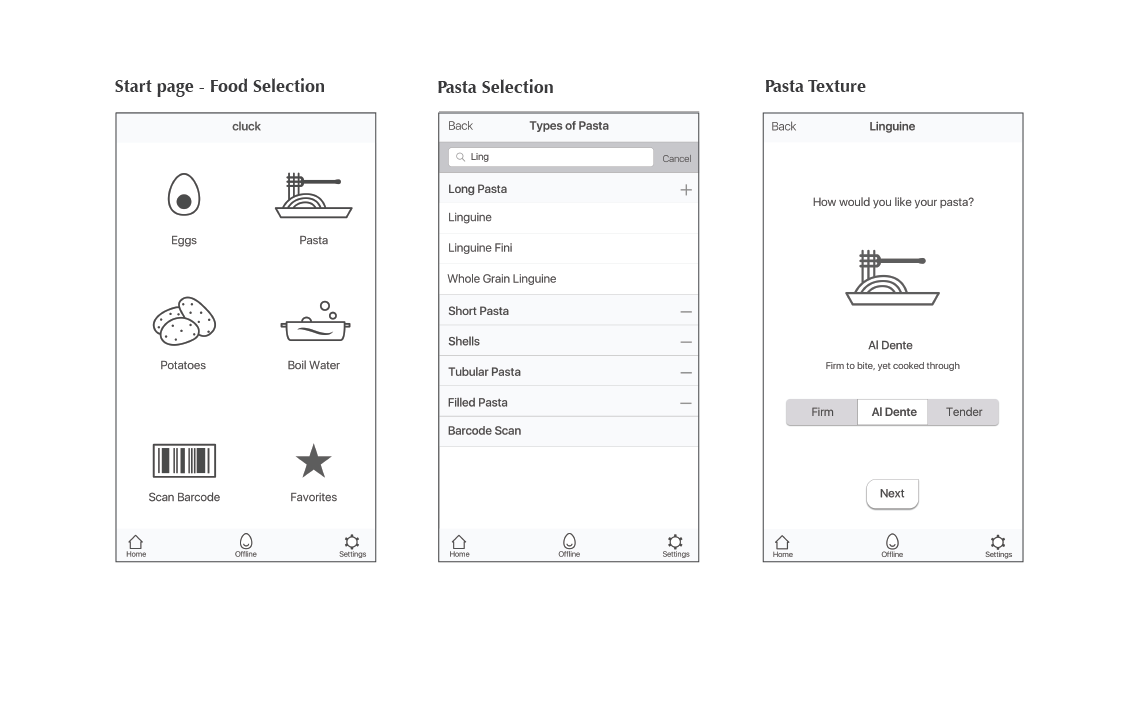 Start page - Food Selection
cluck
Eggs
Pasta
Potatoes
Boil Water
Scan Barcode
Favorites
Home
Offline
Settings
Pasta Selection
Back
Types of Pasta
Ling
Cancel
Long Pasta
Linguine
Linguine Fini
Whole Grain Linguine
Short Pasta
Shells
Tubular Pasta
Filled Pasta
Barcode Scan
Home
Offline
Settings
Pasta Texture
Back
Linguine
How would you like your pasta?
Al Dente
Firm to bite, yet cooked through
Firm
Al Dente
Tender
Next
Home
Offline
Settings